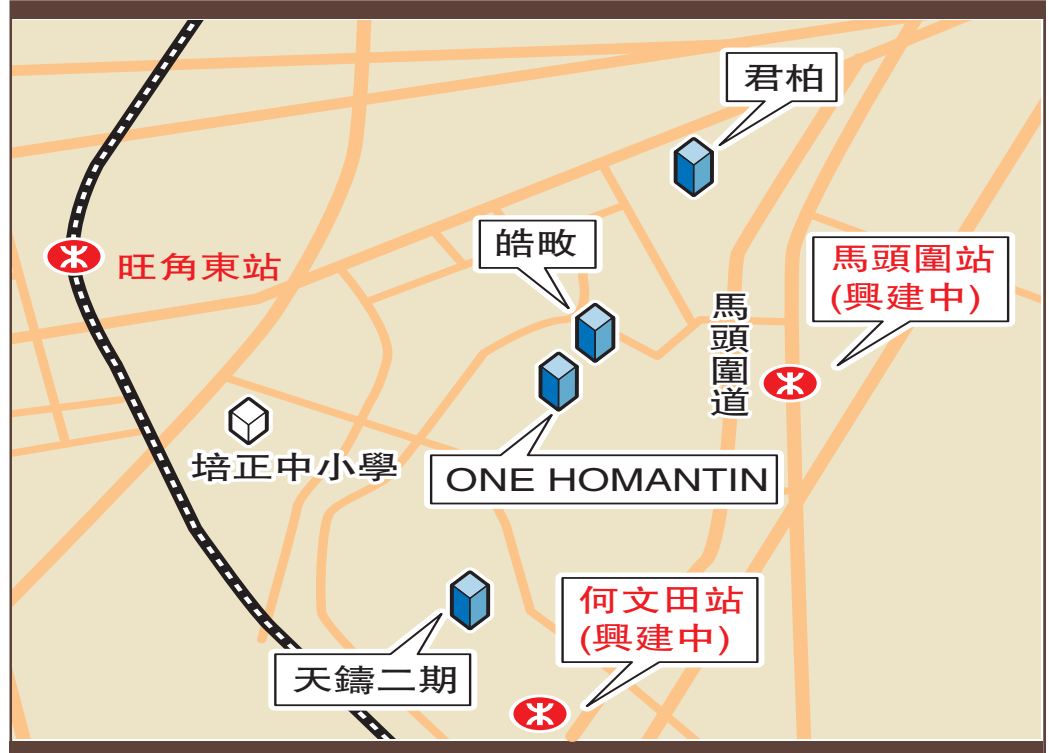 君柏
皓畋
旺角東站
馬頭圍站
(興建中)
馬頭圍道
培正中小學
ONE HOMANTIN
何文田站
(興建中)
天鑄二期